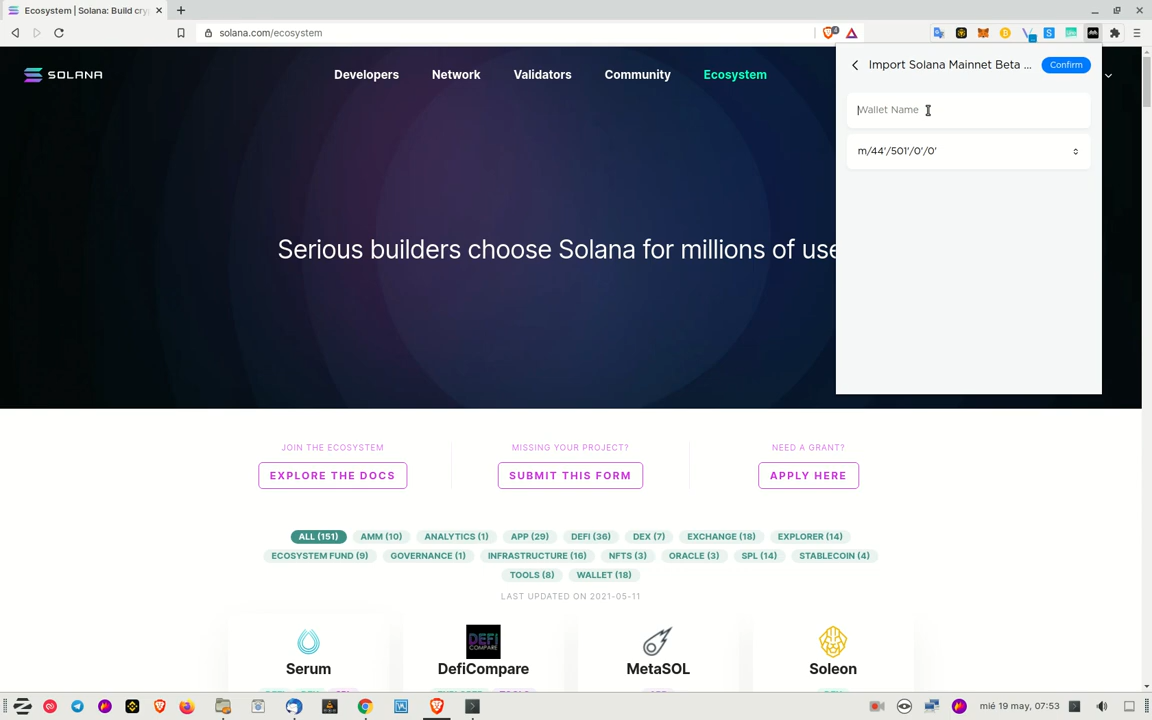 Ecosystem | Solana: Build cry
solana.com/ecosystem
4
SOLANA
Developers
Network
Validators
Community
Ecosystem
Import Solana Mainnet Beta ...
Confirm
Wallet Name
m/44'/501'/0'/0'
Serious builders choose Solana for millions of use
JOIN THE ECOSYSTEM
EXPLORE THE DOCS
MISSING YOUR PROJECT?
SUBMIT THIS FORM
NEED A GRANT?
APPLY HERE
ALL (151) AMM (10) ANALYTICS (1) APP (29) DEFI (36) DEX (7) EXCHANGE (18) EXPLORER (14)
ECOSYSTEM FUND (9) GOVERNANCE (1) INFRASTRUCTURE (16) NFTS (3) ORACLE (3) SPL (14) STABLECOIN (4)
TOOLS (8) WALLET (18)
LAST UPDATED ON 2021-05-11
DEFI
COMPARE
Serum
DefiCompare
MetaSOL
Soleon
mié 19 may, 07:53